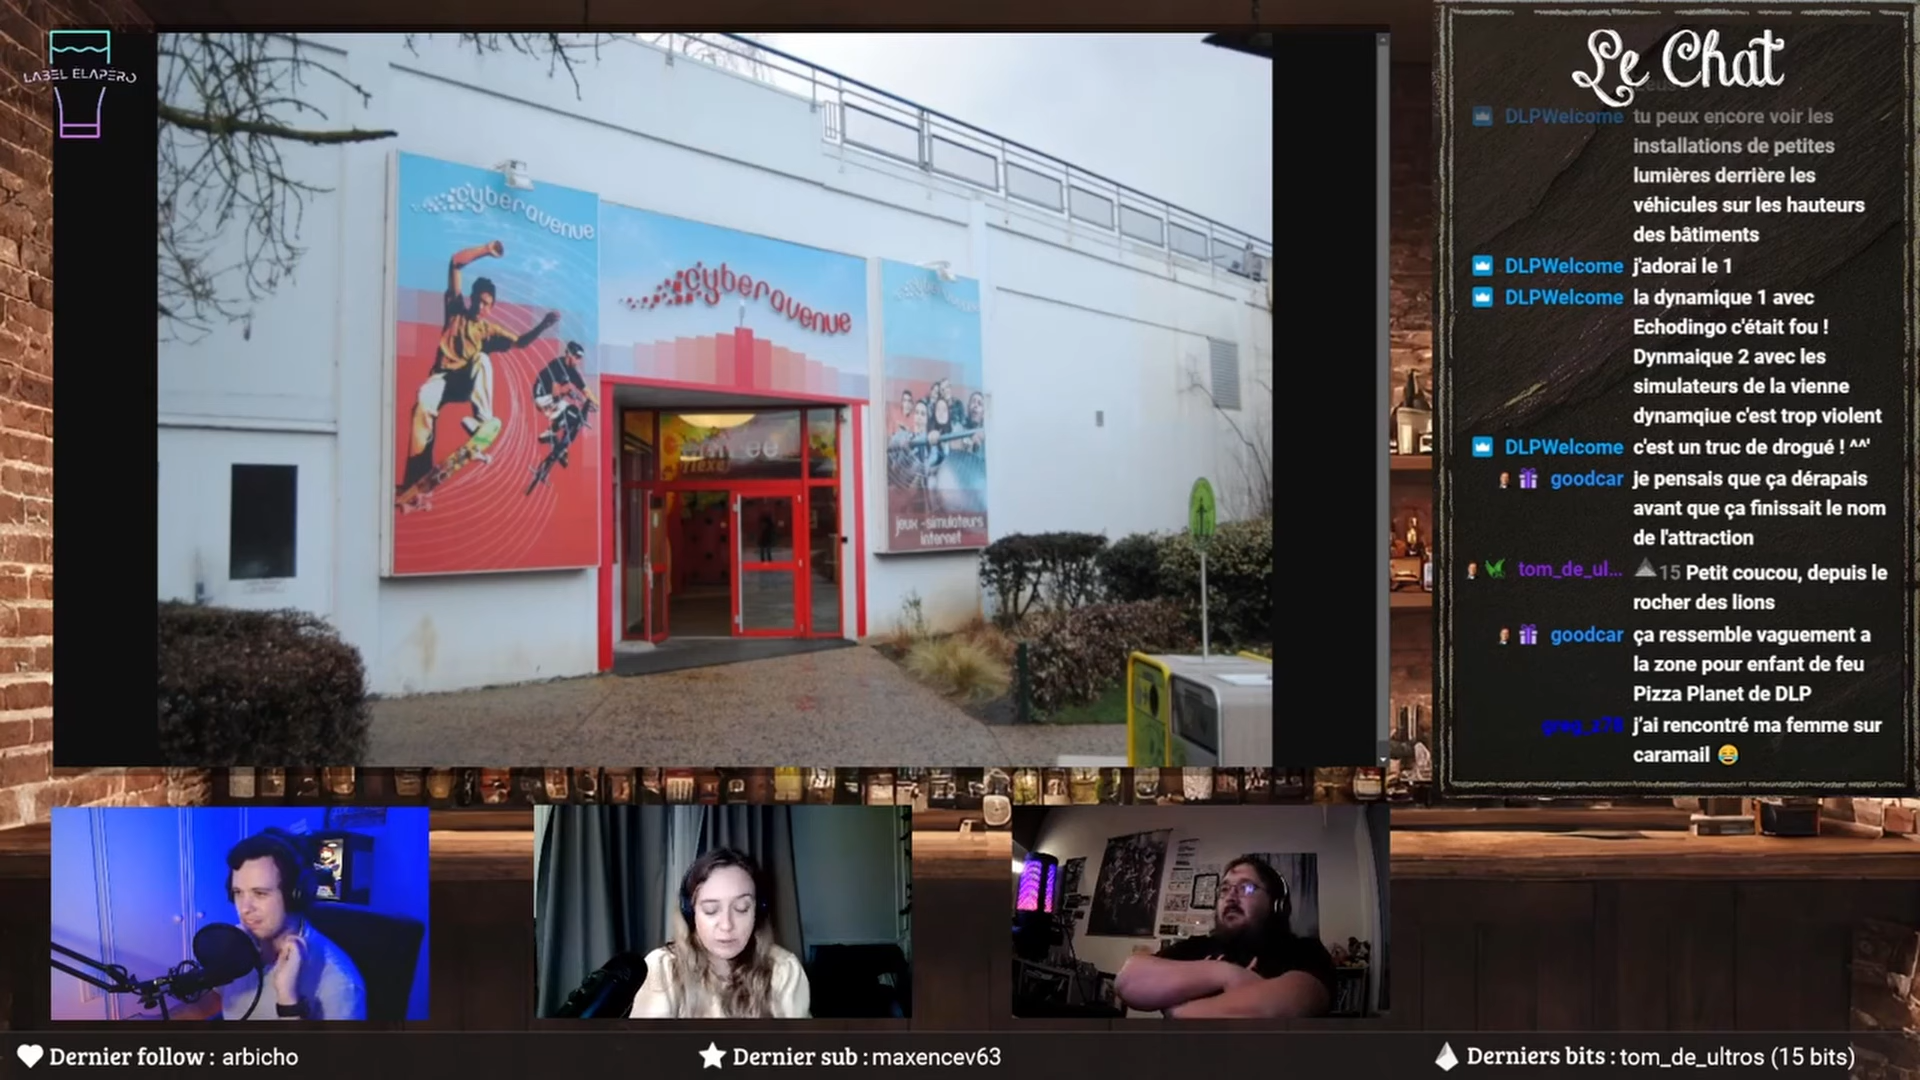 LABEL ÉLAPÉRO
cyberavenue
cyberavenue
jeux - simulateurs
internet
Le Chat
DLPWelcome tu peux encore voir les
installations de petites
lumières derrière les
véhicules sur les hauteurs
des bâtiments
DLPWelcome j'adorai le 1
DLPWelcome la dynamique 1 avec
Echodingo c'était fou !
Dynmaique 2 avec les
simulateurs de la vienne
dynamqiue c'est trop violent
DLPWelcome c'est un truc de drogué ! ^^'
goodcar je pensais que ça dérapais
avant que ça finissait le nom
de l'attraction
tom_de_ul... 15 Petit coucou, depuis le
rocher des lions
goodcar ça ressemble vaguement a
la zone pour enfant de feu
Pizza Planet de DLP
greg_z78 j'ai rencontré ma femme sur
caramail 😂
Dernier follow : arbicho
Dernier sub : maxencev63
Derniers bits : tom_de_ultros (15 bits)